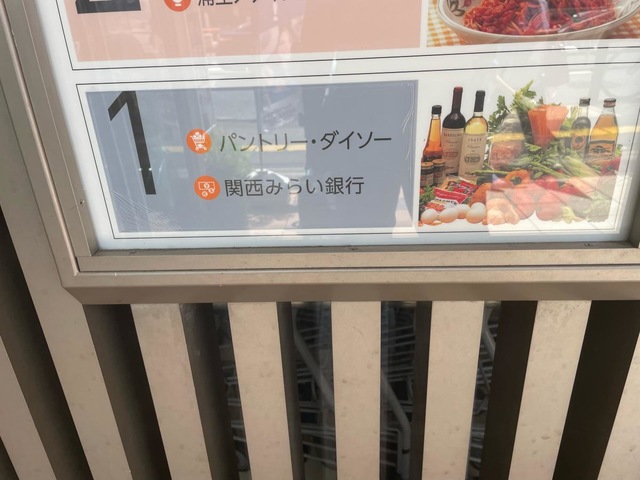 1
パントリー・ダイソー
関西みらい銀行